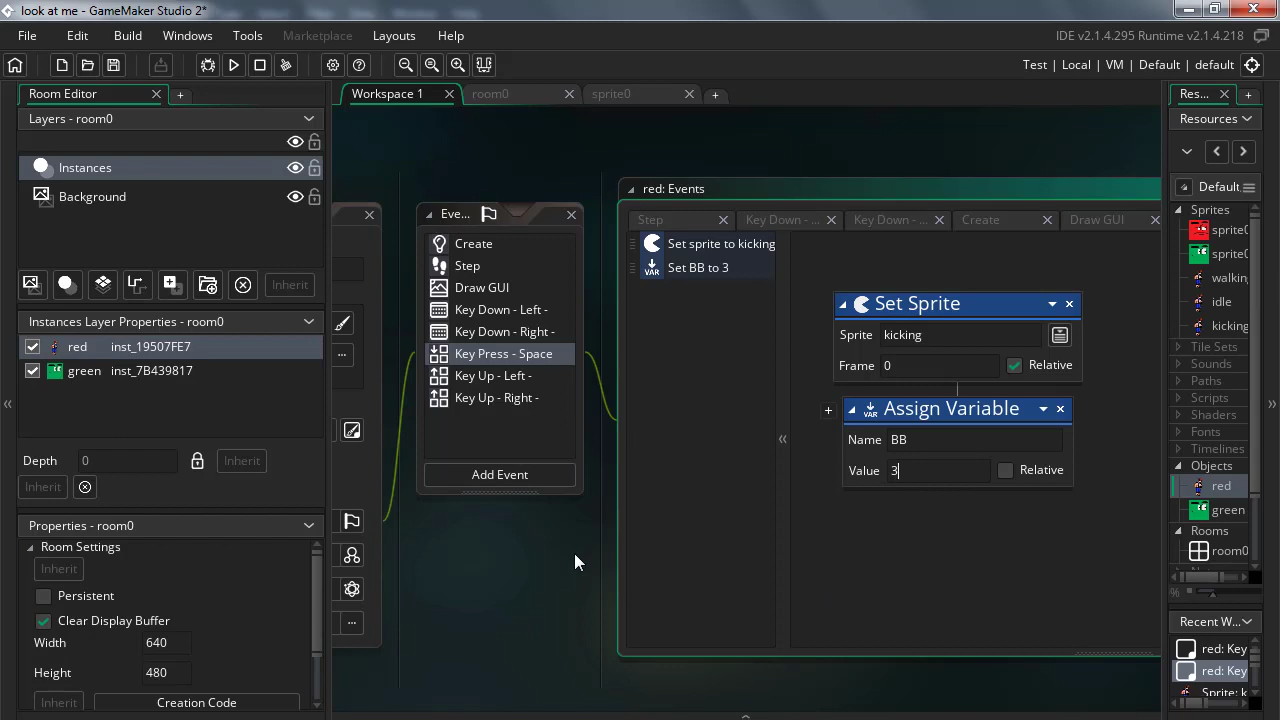 look at me - GameMaker Studio 2*
File Edit Build Windows Tools Marketplace Layouts Help
IDE v2.1.4.295 Runtime v2.1.4.218
Test | Local | VM | Default | default
Room Editor
Layers - room0
Instances
Background
Inherit
Instances Layer Properties - room0
red inst_19507FE7
green inst_7B439817
Depth 0 Inherit
Inherit
Properties - room0
Room Settings
Inherit
Persistent
Clear Display Buffer
Width 640
Height 480
Inherit Creation Code
Workspace 1 room0 sprite0
Eve...
Create
Step
Draw GUI
Key Down - Left -
Key Down - Right -
Key Press - Space
Key Up - Left -
Key Up - Right -
Add Event
red: Events
Step Key Down - ... Key Down - ... Create Draw GUI
Set sprite to kicking
Set BB to 3
Set Sprite
Sprite kicking
Frame 0 Relative
Assign Variable
Name BB
Value 3 Relative
Res...
Resources
Default
Sprites
sprite0
sprite0
walking
idle
kicking
Tile Sets
Sounds
Paths
Scripts
Shaders
Fonts
Timelines
Objects
red
green
Rooms
room0
%
Recent W...
red: Key
red: Key